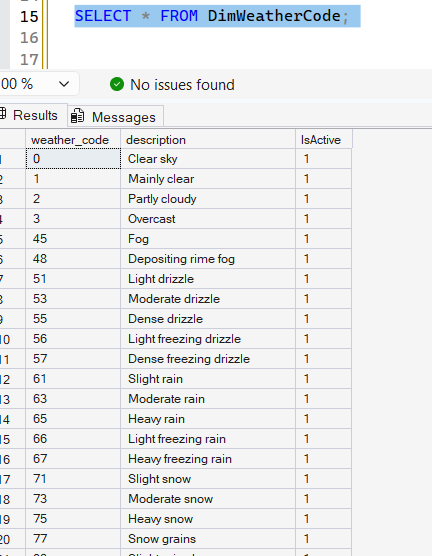 15 SELECT * FROM DimWeatherCode;
16
17
00 %
No issues found
Results Messages
weather_code description IsActive
1 0 Clear sky 1
2 1 Mainly clear 1
3 2 Partly cloudy 1
4 3 Overcast 1
5 45 Fog 1
6 48 Depositing rime fog 1
7 51 Light drizzle 1
8 53 Moderate drizzle 1
9 55 Dense drizzle 1
10 56 Light freezing drizzle 1
11 57 Dense freezing drizzle 1
12 61 Slight rain 1
13 63 Moderate rain 1
14 65 Heavy rain 1
15 66 Light freezing rain 1
16 67 Heavy freezing rain 1
17 71 Slight snow 1
18 73 Moderate snow 1
19 75 Heavy snow 1
20 77 Snow grains 1